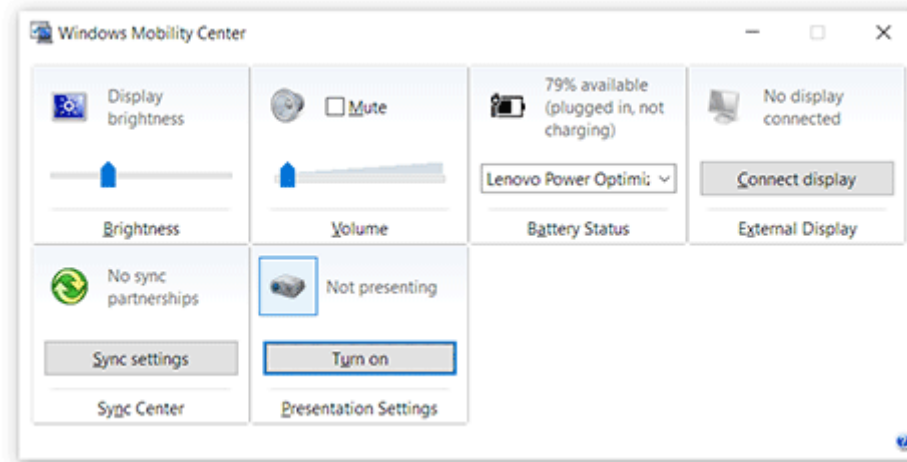 Windows Mobility Center
Display
brightness
Brightness
Mute
Volume
79% available
(plugged in, not
charging)
Lenovo Power Optimiz
Battery Status
No display
connected
Connect display
External Display
No sync
partnerships
Sync settings
Sync Center
Not presenting
Turn on
Presentation Settings
?